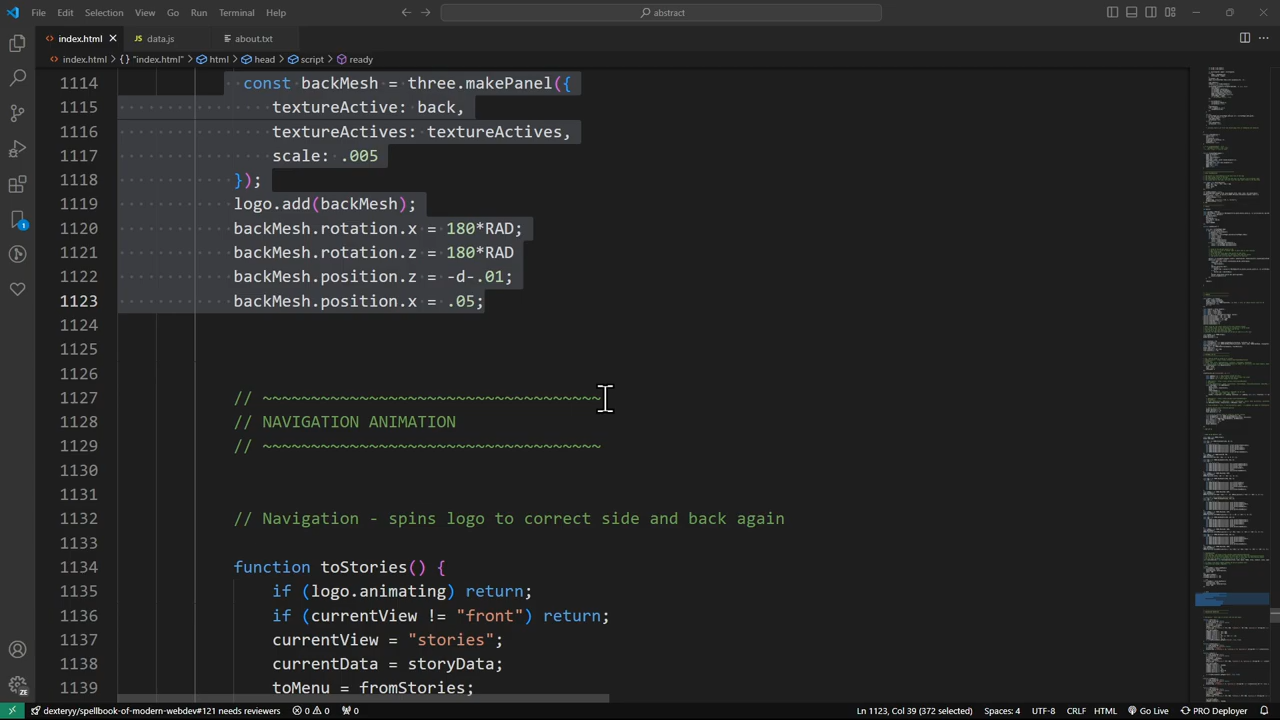 File Edit Selection View Go Run Terminal Help
abstract
index.html
JS data.js
about.txt
index.html > {} "index.html" > html > head > script > ready
1114 const backMesh = three.makePanel({
1115 textureActive: back,
1116 textureActives: textureActives,
1117 scale: .005
1118 });
1119 logo.add(backMesh);
1120 backMesh.rotation.x = 180*RAD;
1121 backMesh.rotation.z = 180*RAD;
1122 backMesh.position.z = -d-.01;
1123 backMesh.position.x = .05;
1124
1125
1126
1127 // ~~~~~~~~~~~~~~~~~~~~~~~~~~~~~~~~~~~
1128 // NAVIGATION ANIMATION
1129 // ~~~~~~~~~~~~~~~~~~~~~~~~~~~~~~~~~~~
1130
1131
1132 // Navigation - spins logo to correct side and back again
1133
1134 function toStories() {
1135 if (logo.animating) return;
1136 if (currentView != "front") return;
1137 currentView = "stories";
1138 currentData = storyData;
1139 toMenu = fromStories;
1
ZE
dextery/spellbook-of-modern-webdev#121 needs reviewers 0 0 0 Ln 1123, Col 39 (372 selected) Spaces: 4 UTF-8 CRLF HTML Go Live PRO Deployer